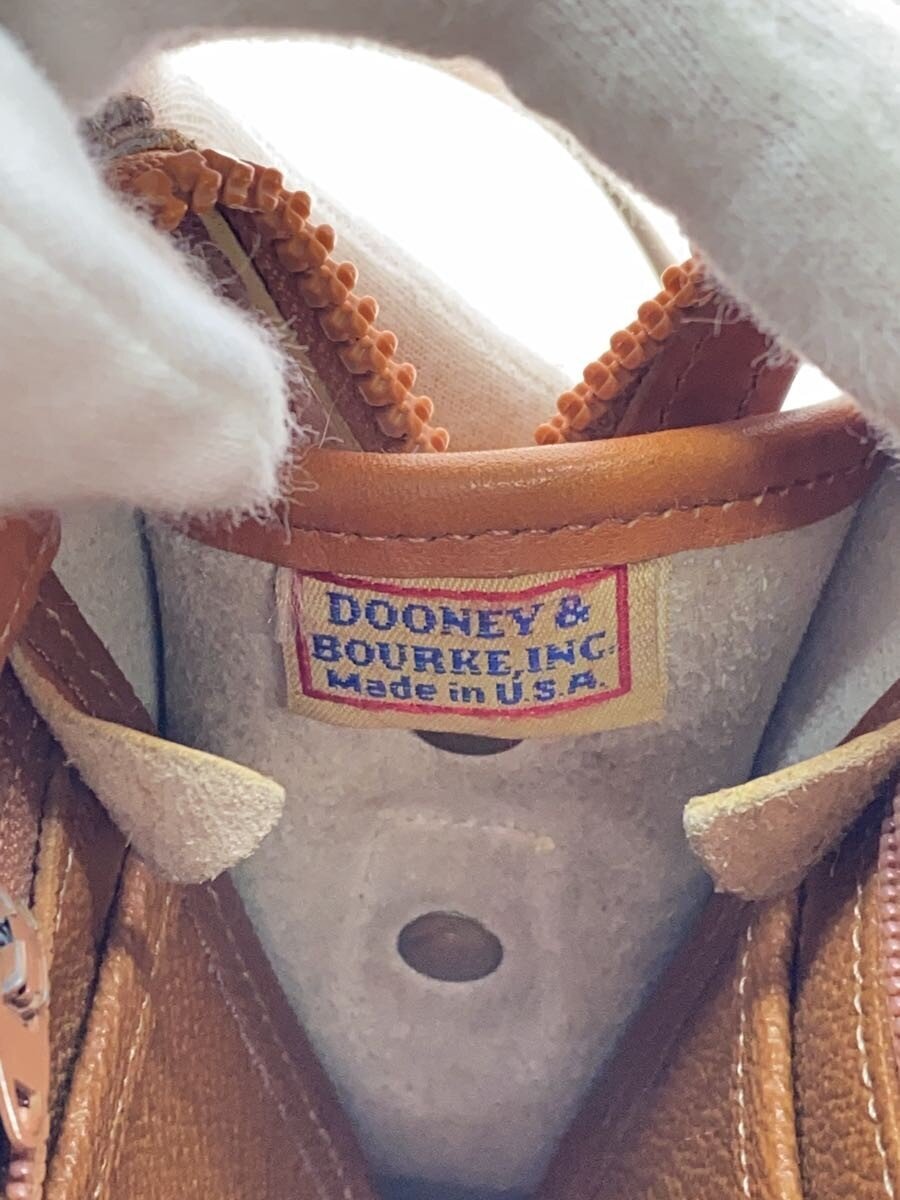 DOONEY &
BOURKE, INC.
Made in U.S.A.